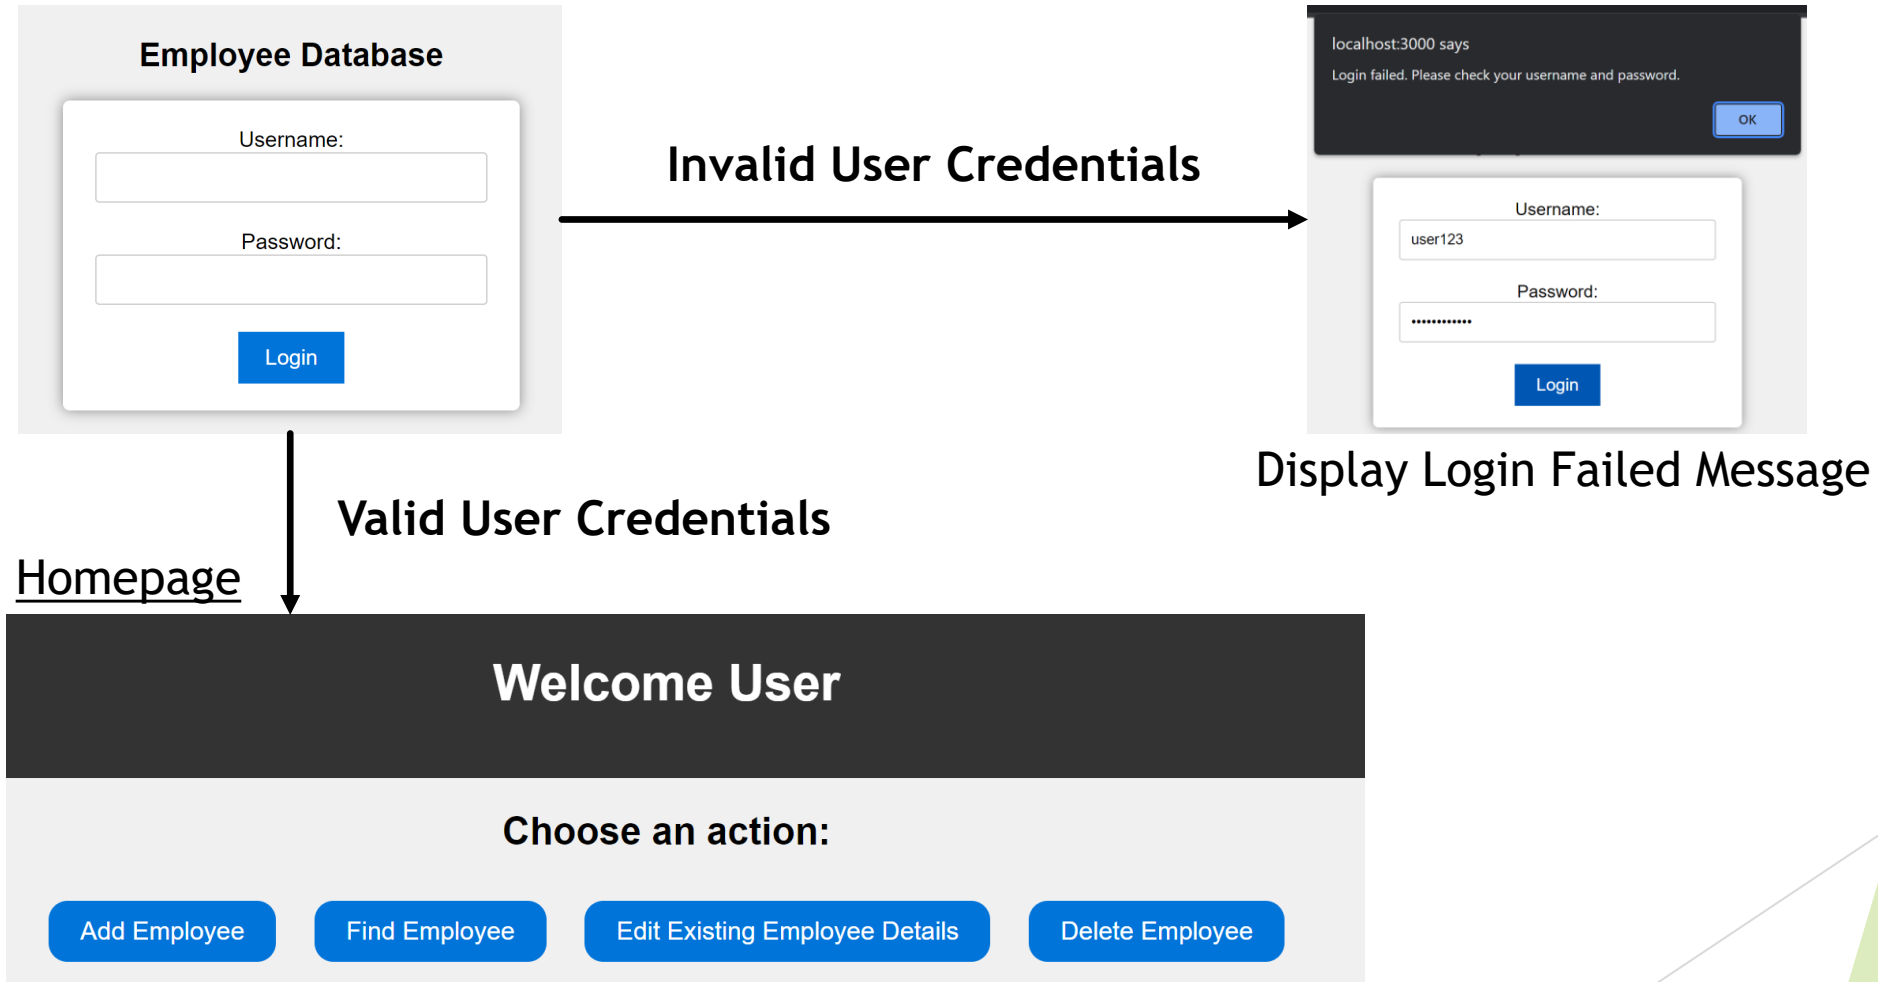 Employee Database
Username:
Password:
Login
Invalid User Credentials
localhost:3000 says
Login failed. Please check your username and password.
OK
Username:
user123
Password:
••••••••••••
Login
Display Login Failed Message
Valid User Credentials
Homepage
Welcome User
Choose an action:
Add Employee Find Employee Edit Existing Employee Details Delete Employee